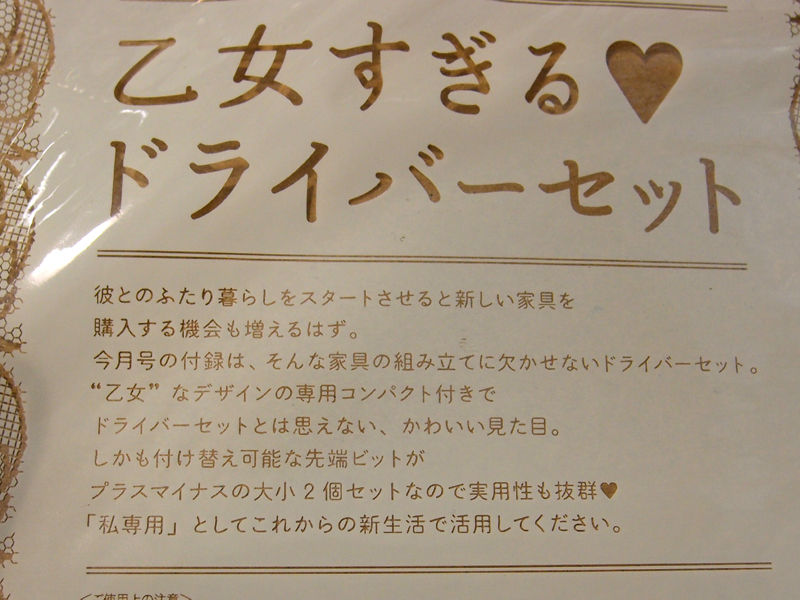 乙女すぎる♥
ドライバーセット
彼とのふたり暮らしをスタートさせると新しい家具を
購入する機会も増えるはず。
今月号の付録は、そんな家具の組み立てに欠かせないドライバーセット。
“乙女”なデザインの専用コンパクト付きで
ドライバーセットとは思えない、かわいい見た目。
しかも付け替え可能な先端ビットが
プラスマイナスの大小2個セットなので実用性も抜群♥
「私専用」としてこれからの新生活で活用してください。
＜ご使用上の注意＞